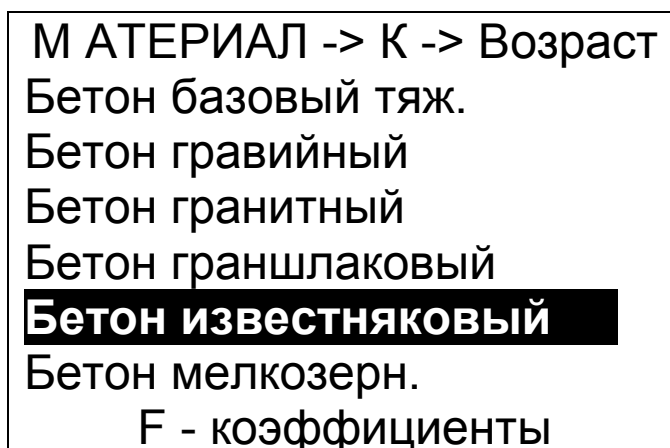 М АТЕРИАЛ -> К -> Возраст
Бетон базовый тяж.
Бетон гравийный
Бетон гранитный
Бетон граншлаковый
Бетон известняковый
Бетон мелкозерн.
F - коэффициенты